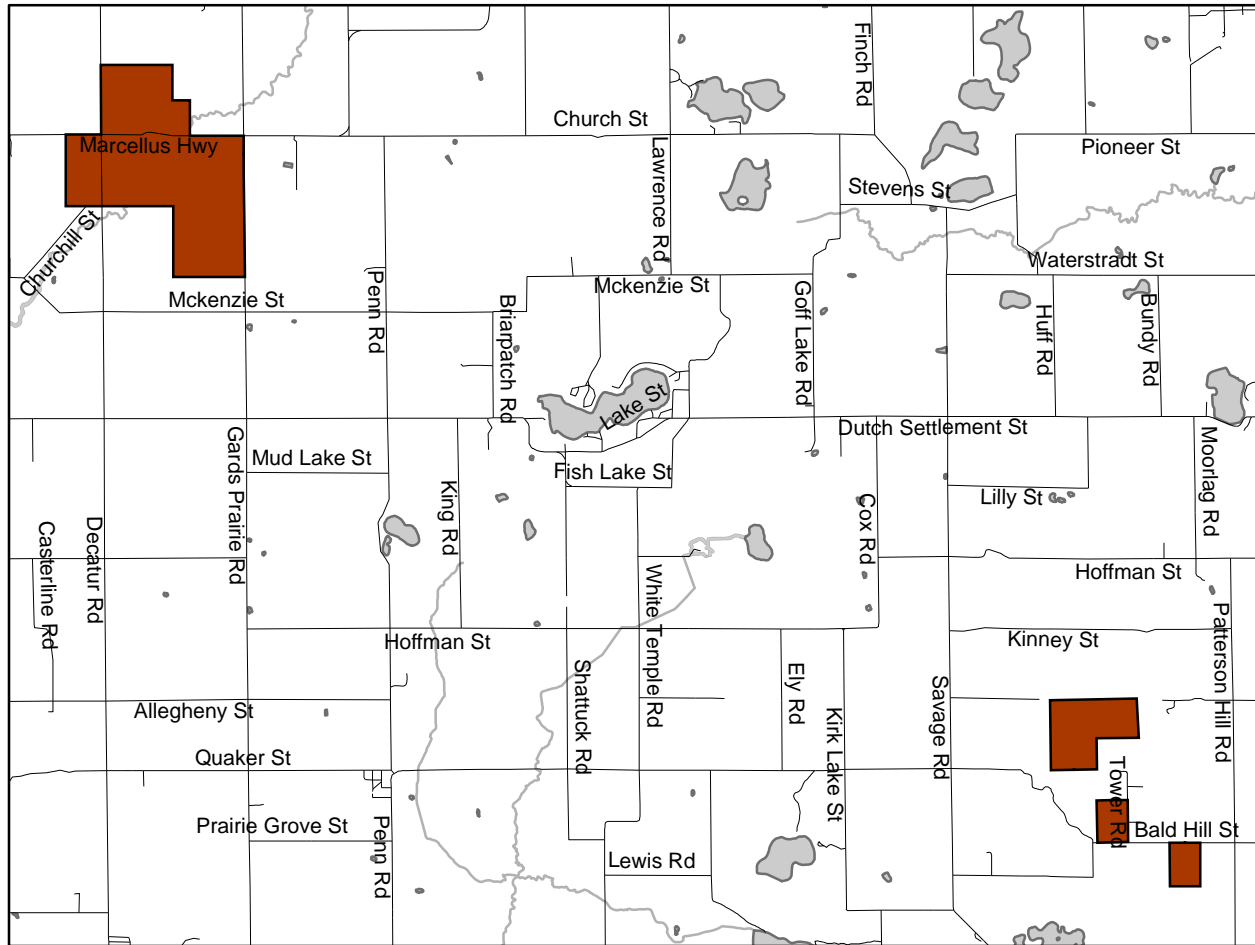 Finch Rd
Church St
Marcellus Hwy
Lawrence Rd
Pioneer St
Stevens St
Churchill St
Waterstradt St
Mckenzie St
Mckenzie St
Penn Rd
Briarpatch Rd
Goff Lake Rd
Huff Rd
Bundy Rd
Lake St
Dutch Settlement St
Gards Prairie Rd
Mud Lake St
King Rd
Fish Lake St
Cox Rd
Lilly St
Moorlag Rd
Casterline Rd
Decatur Rd
White Temple Rd
Hoffman St
Hoffman St
Kinney St
Patterson Hill Rd
Shattuck Rd
Ely Rd
Kirk Lake St
Savage Rd
Allegheny St
Quaker St
Tower Rd
Prairie Grove St
Penn Rd
Bald Hill St
Lewis Rd